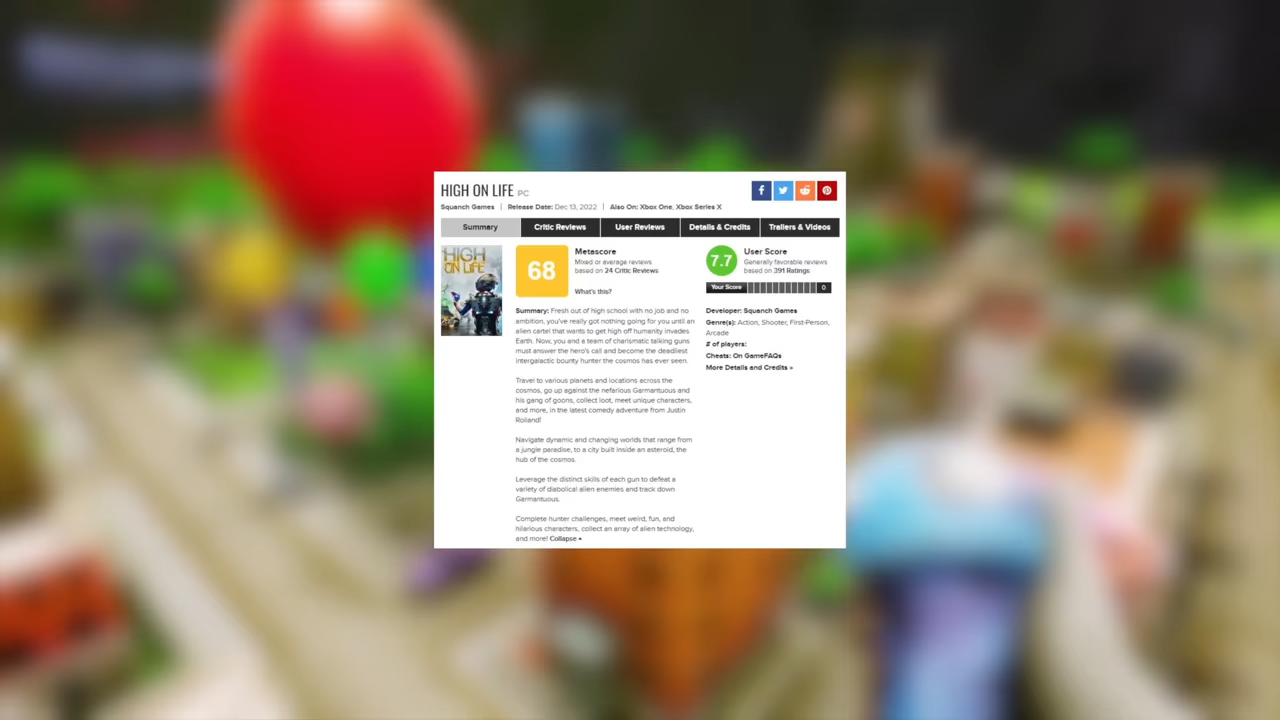 HIGH ON LIFE PC
Squanch Games | Release Date: Dec 13, 2022 | Also On: Xbox One, Xbox Series X
Summary Critic Reviews User Reviews Details & Credits Trailers & Videos
HIGH ON LIFE
68
Metascore
Mixed or average reviews
based on 24 Critic Reviews
What's this?
7.7
User Score
Generally favorable reviews
based on 391 Ratings
Your Score 0
Summary: Fresh out of high school with no job and no
ambition, you've really got nothing going for you until an
alien cartel that wants to get high off humanity invades
Earth. Now, you and a team of charismatic talking guns
must answer the hero's call and become the deadliest
intergalactic bounty hunter the cosmos has ever seen.
Travel to various planets and locations across the
cosmos, go up against the nefarious Garmantuous and
his gang of goons, collect loot, meet unique characters,
and more, in the latest comedy adventure from Justin
Roiland!
Navigate dynamic and changing worlds that range from
a jungle paradise, to a city built inside an asteroid, the
hub of the cosmos.
Leverage the distinct skills of each gun to defeat a
variety of diabolical alien enemies and track down
Garmantuous.
Complete hunter challenges, meet weird, fun, and
hilarious characters, collect an array of alien technology,
and more! Collapse
Developer: Squanch Games
Genre(s): Action, Shooter, First-Person,
Arcade
# of players:
Cheats: On GameFAQs
More Details and Credits »